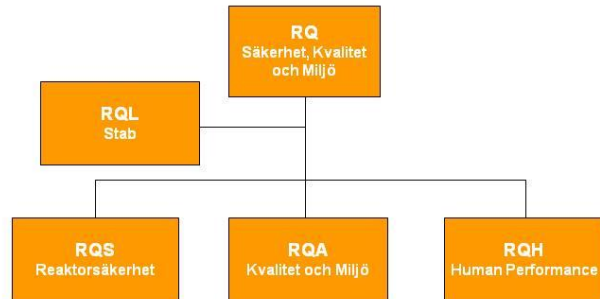 RQ
Säkerhet, Kvalitet
och Miljö
RQL
Stab
RQS
Reaktorsäkerhet
RQA
Kvalitet och Miljö
RQH
Human Performance